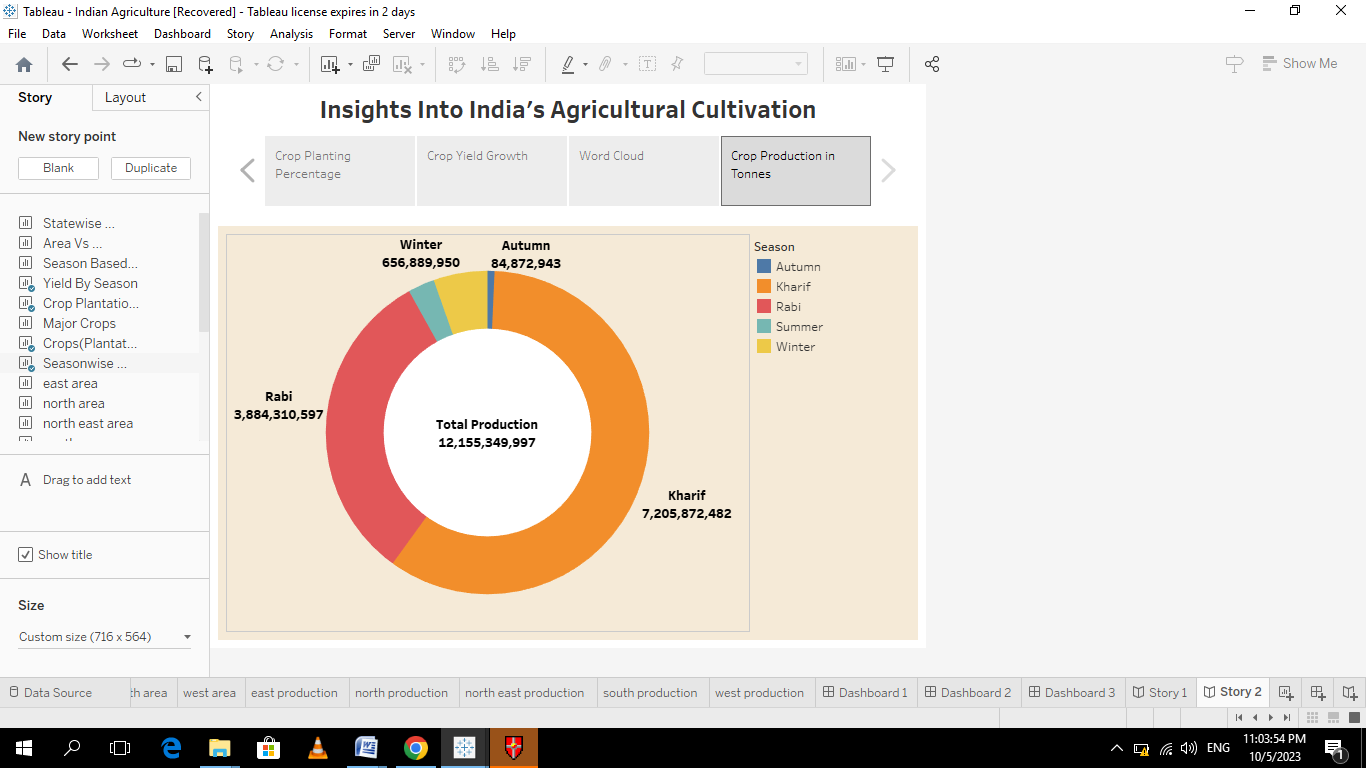 Tableau - Indian Agriculture [Recovered] - Tableau license expires in 2 days
File Data Worksheet Dashboard Story Analysis Format Server Window Help
Show Me
Story Layout
New story point
Blank Duplicate
Statewise ...
Area Vs ...
Season Based...
Yield By Season
Crop Plantatio...
Major Crops
Crops(Plantat...
Seasonwise ...
east area
north area
north east area
A Drag to add text
Show title
Size
Custom size (716 x 564)
Insights Into India’s Agricultural Cultivation
Crop Planting
Percentage
Crop Yield Growth
Word Cloud
Crop Production in
Tonnes
Winter
656,889,950
Autumn
84,872,943
Rabi
3,884,310,597
Total Production
12,155,349,997
Kharif
7,205,872,482
Season
Autumn
Kharif
Rabi
Summer
Winter
Data Source th area west area east production north production north east production south production west production Dashboard 1 Dashboard 2 Dashboard 3 Story 1 Story 2
ENG
11:03:54 PM
10/5/2023
1